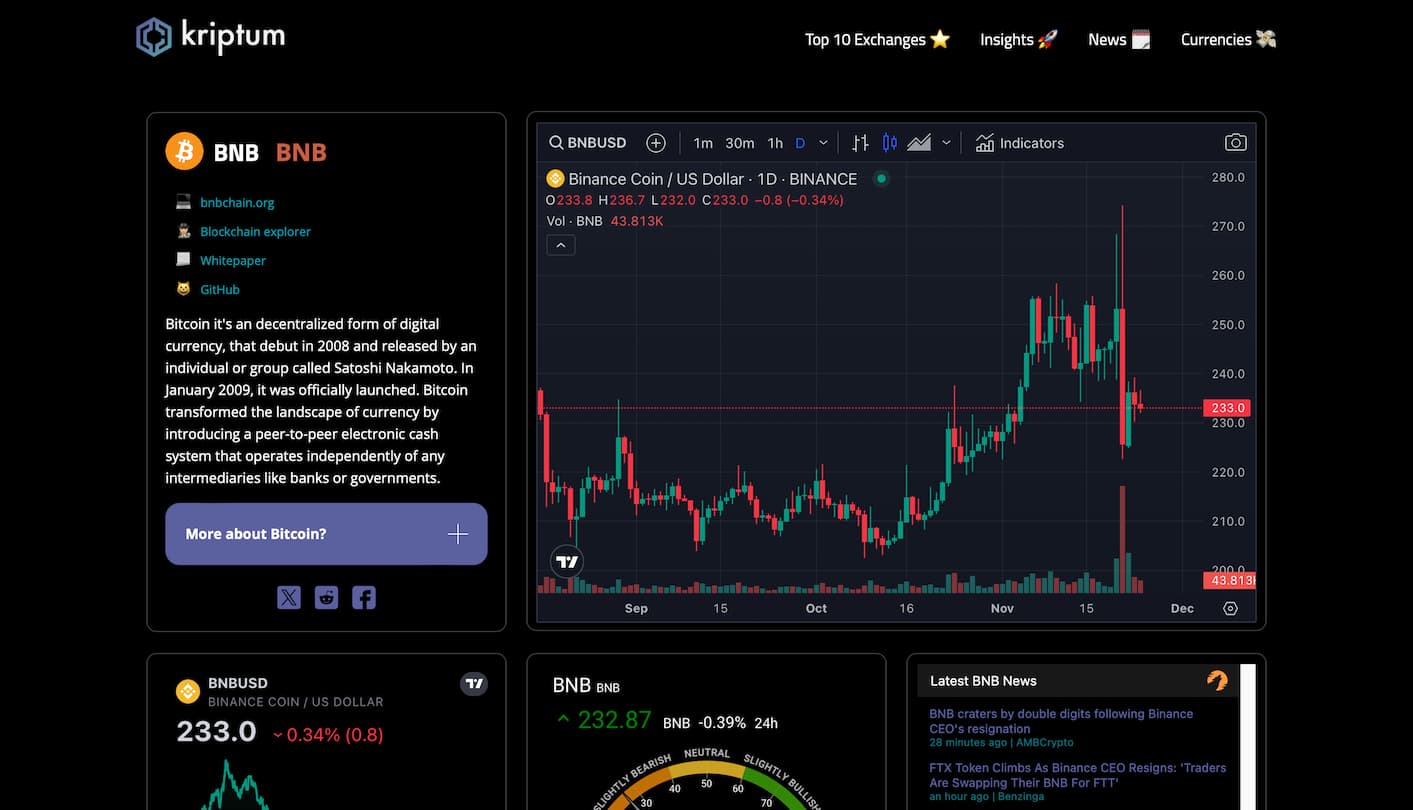 kriptum
Top 10 Exchanges
Insights
News
Currencies
BNB BNB
bnbchain.org
Blockchain explorer
Whitepaper
GitHub
Bitcoin it's an decentralized form of digital
currency, that debut in 2008 and released by an
individual or group called Satoshi Nakamoto. In
January 2009, it was officially launched. Bitcoin
transformed the landscape of currency by
introducing a peer-to-peer electronic cash
system that operates independently of any
intermediaries like banks or governments.
More about Bitcoin?
BNBUSD 1m 30m 1h D Indicators
Binance Coin / US Dollar · 1D · BINANCE
O233.8 H236.7 L232.0 C233.0 −0.8 (−0.34%)
Vol · BNB 43.813K
280.0
270.0
260.0
250.0
240.0
233.0
230.0
220.0
210.0
200.0
43.813K
Sep 15 Oct 16 Nov 15 Dec
BNBUSD
BINANCE COIN / US DOLLAR
233.0 0.34% (0.8)
BNB BNB
232.87 BNB -0.39% 24h
SLIGHTLY BEARISH NEUTRAL SLIGHTLY BULLISH
30 40 50 60 70
Latest BNB News
BNB craters by double digits following Binance
CEO's resignation
28 minutes ago | AMBCrypto
FTX Token Climbs As Binance CEO Resigns: 'Traders
Are Swapping Their BNB For FTT'
an hour ago | Benzinga